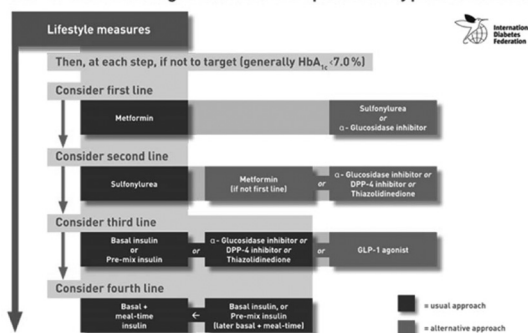 Lifestyle measures
International
Diabetes
Federation
Then, at each step, if not to target (generally HbA1c <7.0%)
Consider first line
Metformin
Sulfonylurea
or
α- Glucosidase inhibitor
Consider second line
Sulfonylurea
Metformin
(if not first line)
or
α- Glucosidase inhibitor or
DPP-4 inhibitor or
Thiazolidinedione
Consider third line
Basal insulin
or
Pre-mix insulin
or
α- Glucosidase inhibitor or
DPP-4 inhibitor or
Thiazolidinedione
or
GLP-1 agonist
Consider fourth line
Basal +
meal-time
insulin
←
Basal insulin, or
Pre-mix insulin
(later basal + meal-time)
= usual approach
= alternative approach